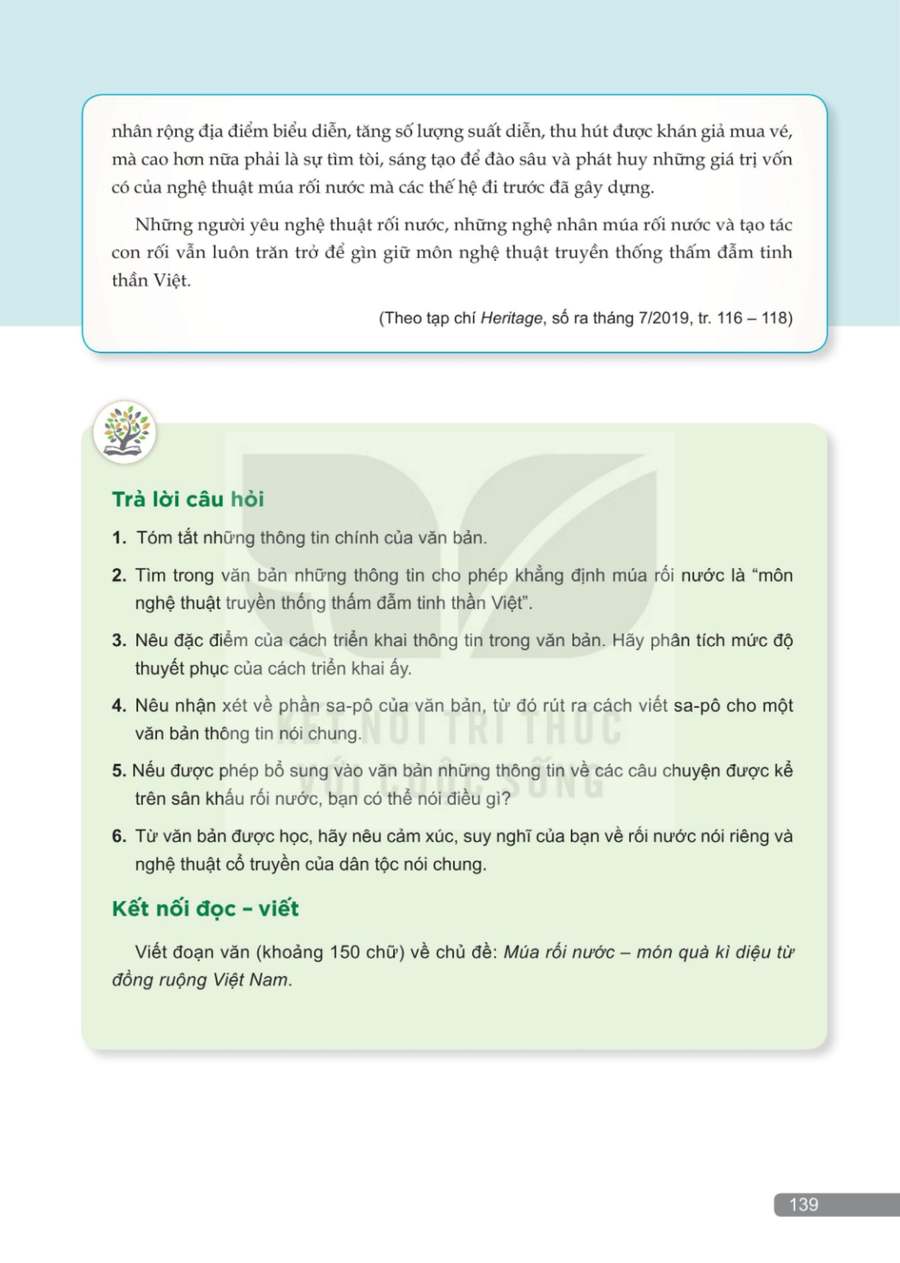 nhân rộng địa điểm biểu diễn, tăng số lượng suất diễn, thu hút được khán giả mua vé,
mà cao hơn nữa phải là sự tìm tòi, sáng tạo để đào sâu và phát huy những giá trị vốn
có của nghệ thuật múa rối nước mà các thế hệ đi trước đã gây dựng.
Những người yêu nghệ thuật rối nước, những nghệ nhân múa rối nước và tạo tác
con rối vẫn luôn trăn trở để gìn giữ môn nghệ thuật truyền thống thấm đẫm tinh
thần Việt.
(Theo tạp chí Heritage, số ra tháng 7/2019, tr. 116 – 118)
Trả lời câu hỏi
1. Tóm tắt những thông tin chính của văn bản.
2. Tìm trong văn bản những thông tin cho phép khẳng định múa rối nước là “môn
nghệ thuật truyền thống thấm đẫm tinh thần Việt”.
3. Nêu đặc điểm của cách triển khai thông tin trong văn bản. Hãy phân tích mức độ
thuyết phục của cách triển khai ấy.
4. Nêu nhận xét về phần sa-pô của văn bản, từ đó rút ra cách viết sa-pô cho một
văn bản thông tin nói chung.
5. Nếu được phép bổ sung vào văn bản những thông tin về các câu chuyện được kể
trên sân khấu rối nước, bạn có thể nói điều gì?
6. Từ văn bản được học, hãy nêu cảm xúc, suy nghĩ của bạn về rối nước nói riêng và
nghệ thuật cổ truyền của dân tộc nói chung.
KẾT NỐI TRI THỨC
VỚI CUỘC SỐNG
Kết nối đọc – viết
Viết đoạn văn (khoảng 150 chữ) về chủ đề: Múa rối nước – món quà kì diệu từ
đồng ruộng Việt Nam.
139